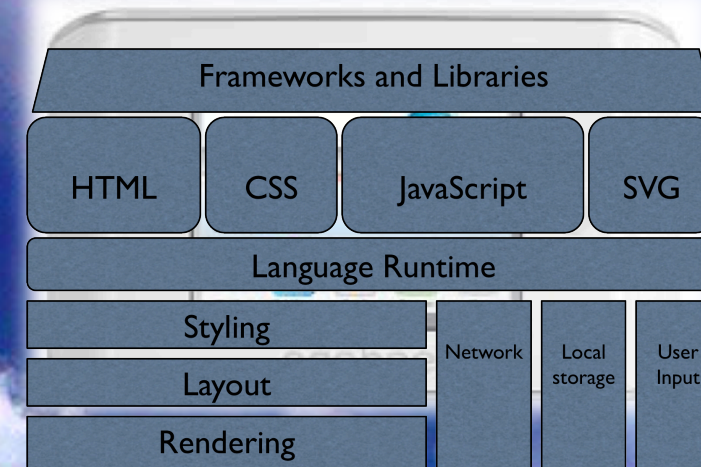 Frameworks and Libraries
HTML CSS JavaScript SVG
Language Runtime
Styling
Network
Local
storage
User
Input
Layout
Rendering